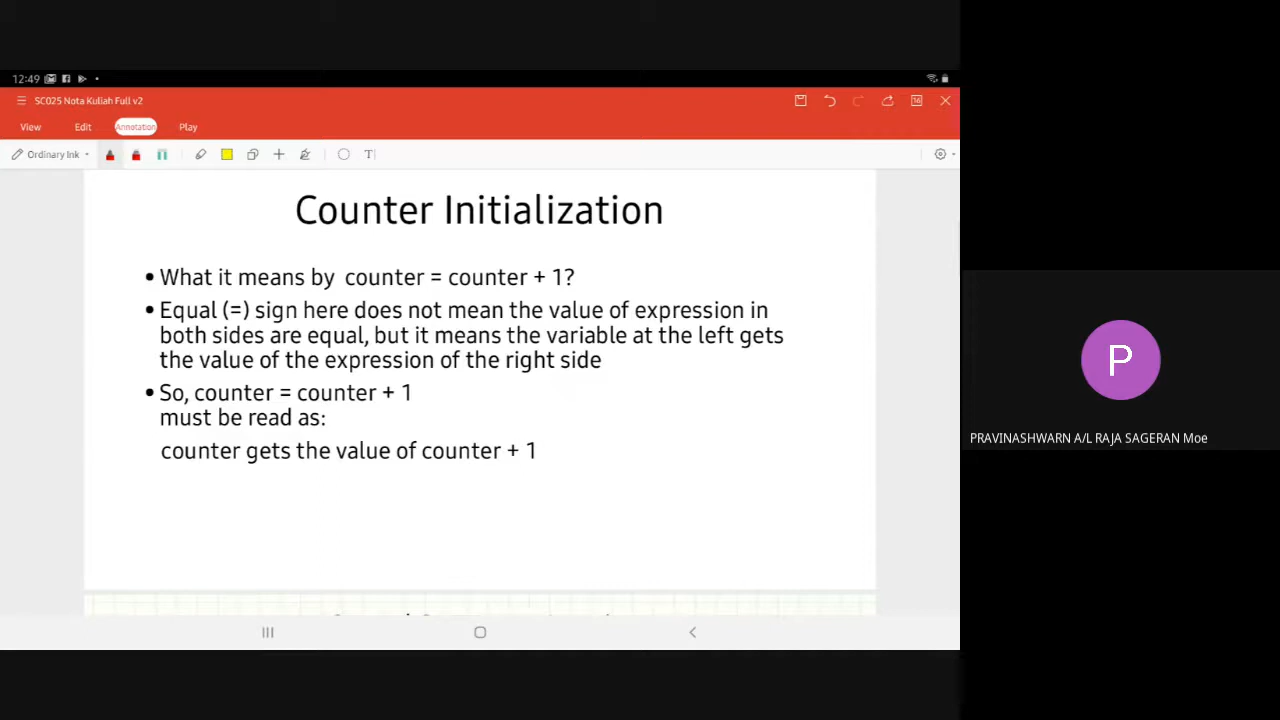 12:49
SC025 Nota Kuliah Full v2
View Edit Annotation Play
Ordinary Ink
Counter Initialization
• What it means by counter = counter + 1?
• Equal (=) sign here does not mean the value of expression in
both sides are equal, but it means the variable at the left gets
the value of the expression of the right side
• So, counter = counter + 1
must be read as:
counter gets the value of counter + 1
P
PRAVINASHWARN A/L RAJA SAGERAN Moe